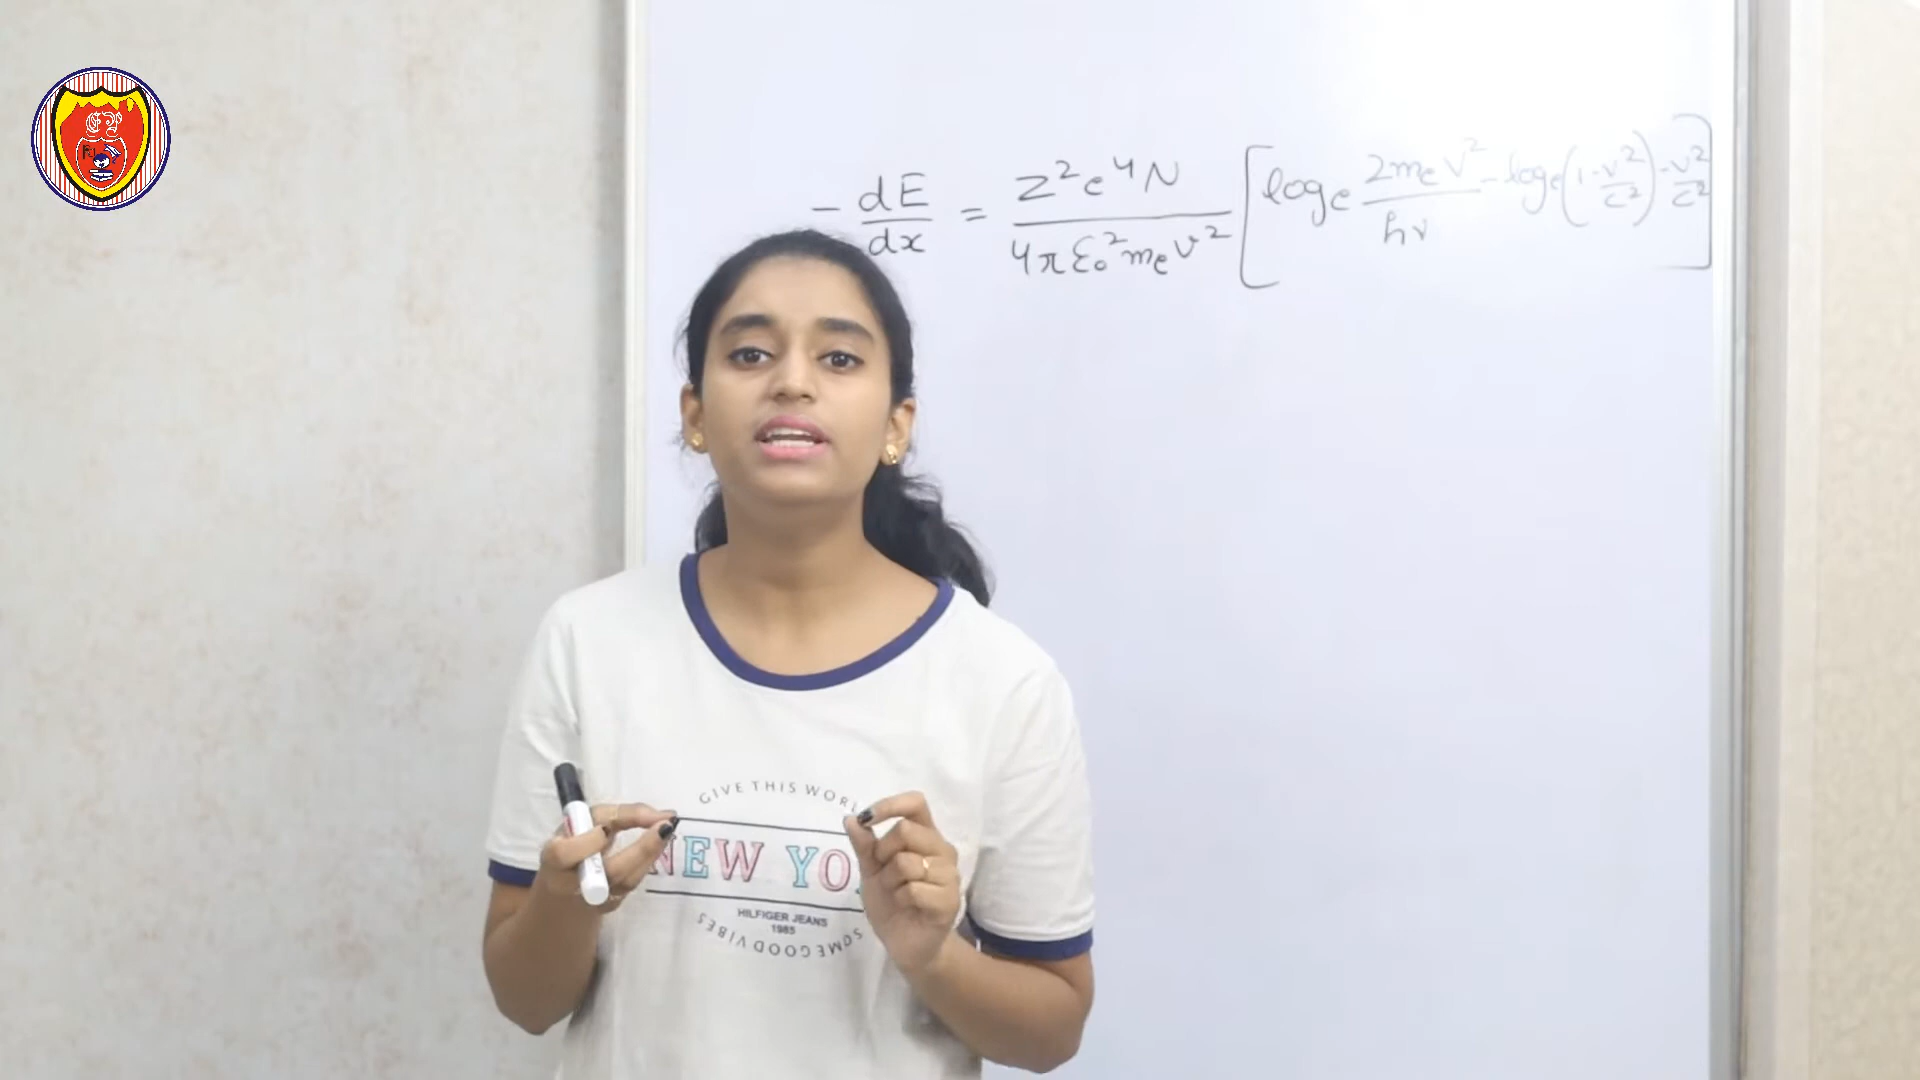 - dE/dx = z²e⁴N / 4πε₀²mₑv² [logₑ 2mₑv²/hν - logₑ(1 - v²/c²) - v²/c²]
GIVE THIS WORL
NEW YO
HILFIGER JEANS
1985
SOME GOOD VIBES